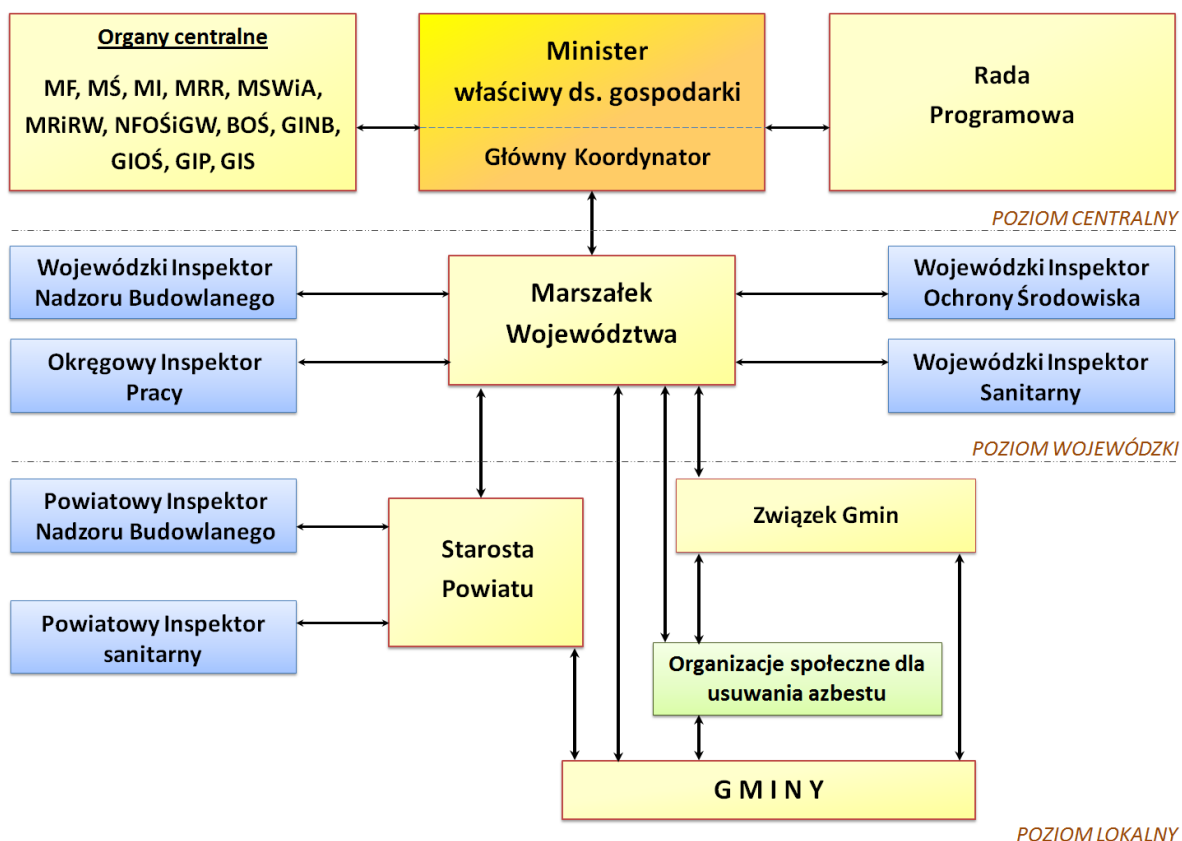 Organy centralne
MF, MŚ, MI, MRR, MSWiA,
MRiRW, NFOŚiGW, BOŚ, GINB,
GIOŚ, GIP, GIS
Minister
właściwy ds. gospodarki
Główny Koordynator
Rada
Programowa
POZIOM CENTRALNY
Wojewódzki Inspektor
Nadzoru Budowlanego
Okręgowy Inspektor
Pracy
Marszałek
Województwa
Wojewódzki Inspektor
Ochrony Środowiska
Wojewódzki Inspektor
Sanitarny
POZIOM WOJEWÓDZKI
Powiatowy Inspektor
Nadzoru Budowlanego
Powiatowy Inspektor
sanitarny
Starosta
Powiatu
Związek Gmin
Organizacje społeczne dla
usuwania azbestu
G M I N Y
POZIOM LOKALNY